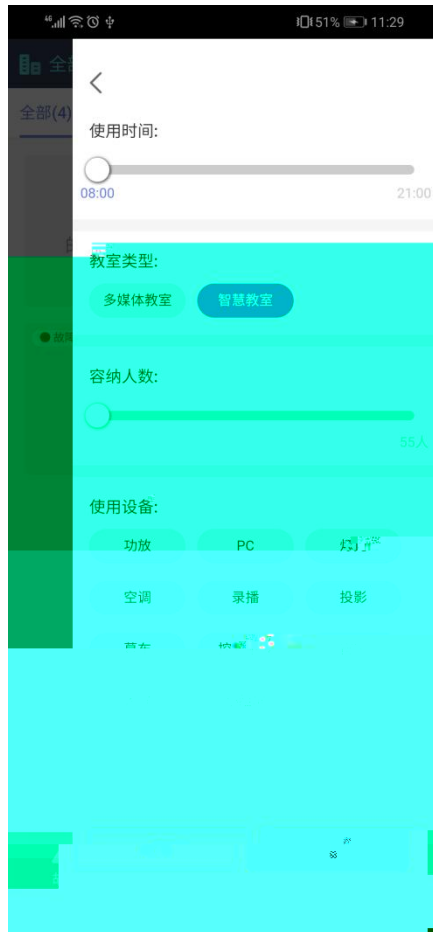 51% 11:29
全部(4)
使用时间:
08:00 21:00
教室类型:
多媒体教室 智慧教室
容纳人数:
55人
使用设备:
功放 PC
空调 录播 投影